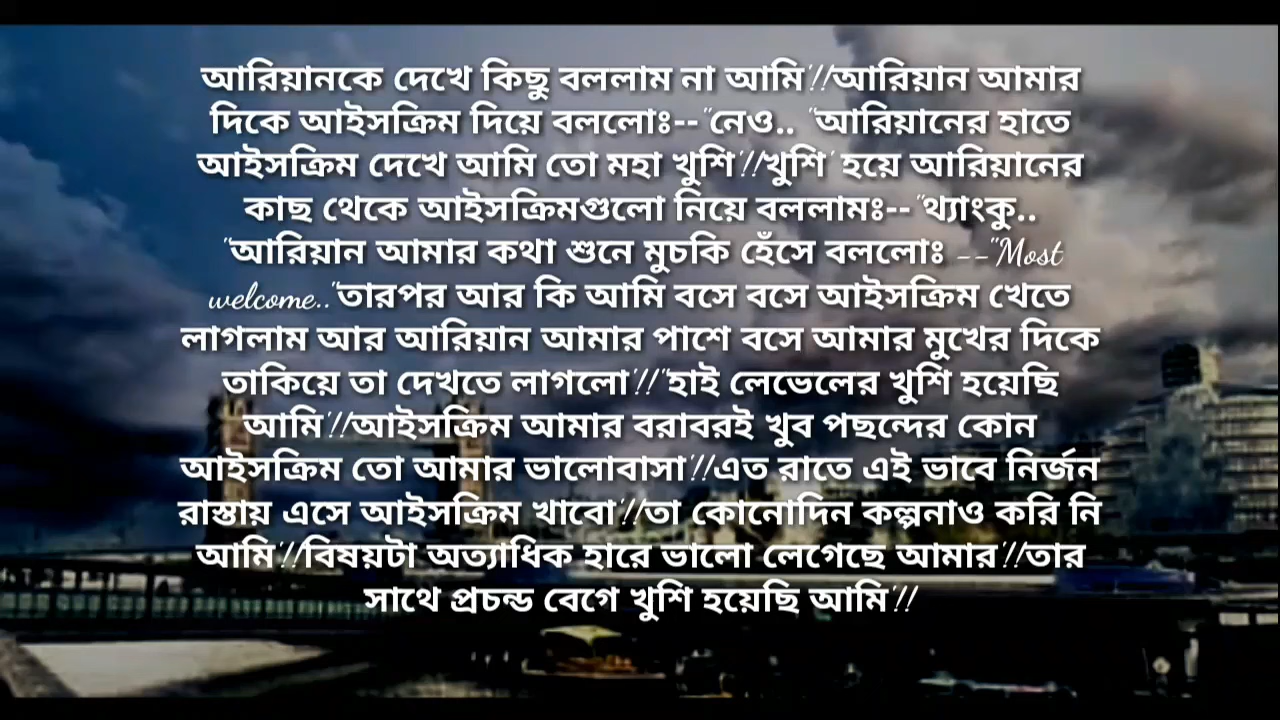 আরিয়ানকে দেখে কিছু বললাম না আমি'!!আরিয়ান আমার
দিকে আইসক্রিম দিয়ে বললোঃ--"নেও.. "আরিয়ানের হাতে
আইসক্রিম দেখে আমি তো মহা খুশি'!!খুশি' হয়ে আরিয়ানের
কাছ থেকে আইসক্রিমগুলো নিয়ে বললামঃ--"থ্যাংকু..
"আরিয়ান আমার কথা শুনে মুচকি হেঁসে বললোঃ --"Most
welcome.."তারপর আর কি আমি বসে বসে আইসক্রিম খেতে
লাগলাম আর আরিয়ান আমার পাশে বসে আমার মুখের দিকে
তাকিয়ে তা দেখতে লাগলো'!!"হাই লেভেলের খুশি হয়েছি
আমি'!!আইসক্রিম আমার বরাবরই খুব পছন্দের কোন
আইসক্রিম তো আমার ভালোবাসা'!!এত রাতে এই ভাবে নির্জন
রাস্তায় এসে আইসক্রিম খাবো'!!তা কোনোদিন কল্পনাও করি নি
আমি'!!বিষয়টা অত্যাধিক হারে ভালো লেগেছে আমার'!!তার
সাথে প্রচন্ড বেগে খুশি হয়েছি আমি'!!